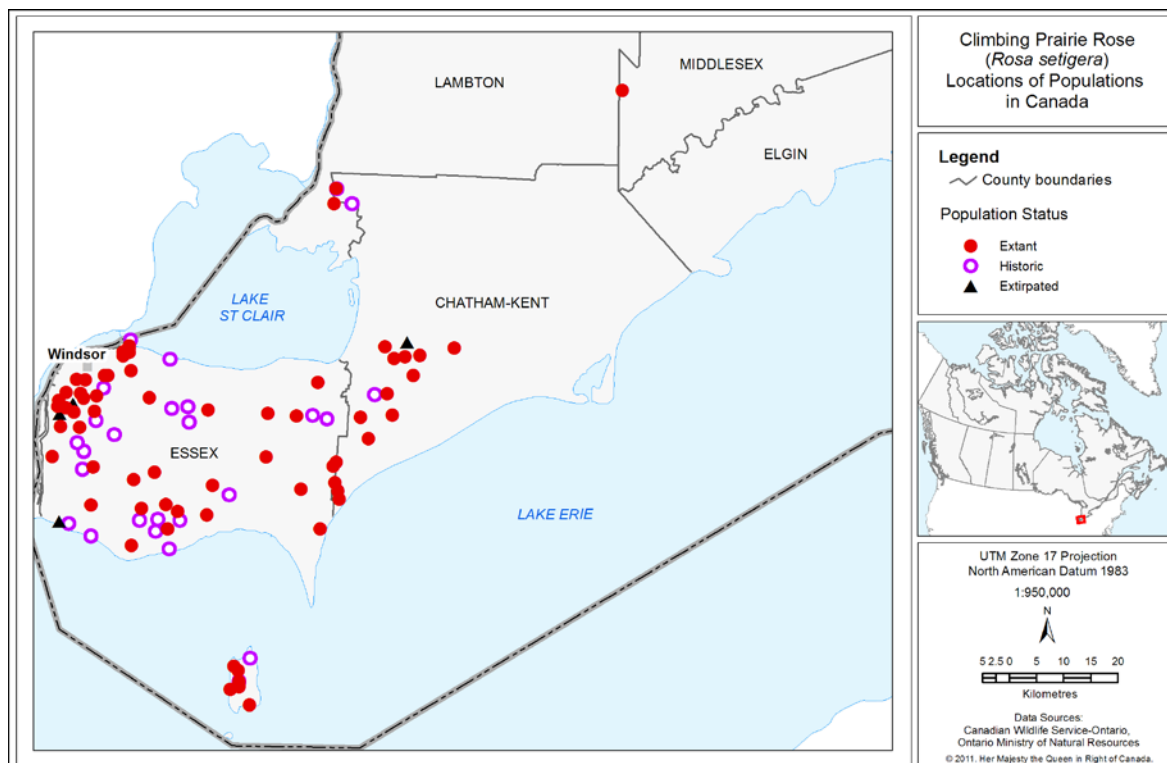 LAMBTON
MIDDLESEX
ELGIN
CHATHAM-KENT
LAKE
ST CLAIR
Windsor
ESSEX
LAKE ERIE
Climbing Prairie Rose
(Rosa setigera)
Locations of Populations
in Canada
Legend
County boundaries
Population Status
Extant
Historic
Extirpated
UTM Zone 17 Projection
North American Datum 1983
1:950,000
N
5 2.5 0 5 10 15 20
Kilometres
Data Sources:
Canadian Wildlife Service-Ontario,
Ontario Ministry of Natural Resources
© 2011. Her Majesty the Queen in Right of Canada.